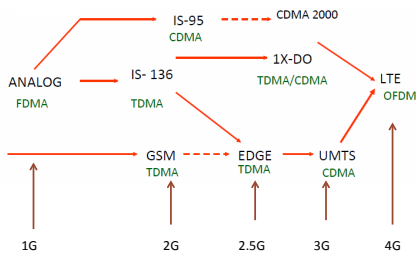 IS-95
CDMA
CDMA 2000
ANALOG
FDMA
IS- 136
TDMA
1X-DO
TDMA/CDMA
LTE
OFDM
GSM
TDMA
EDGE
TDMA
UMTS
CDMA
1G
2G
2.5G
3G
4G